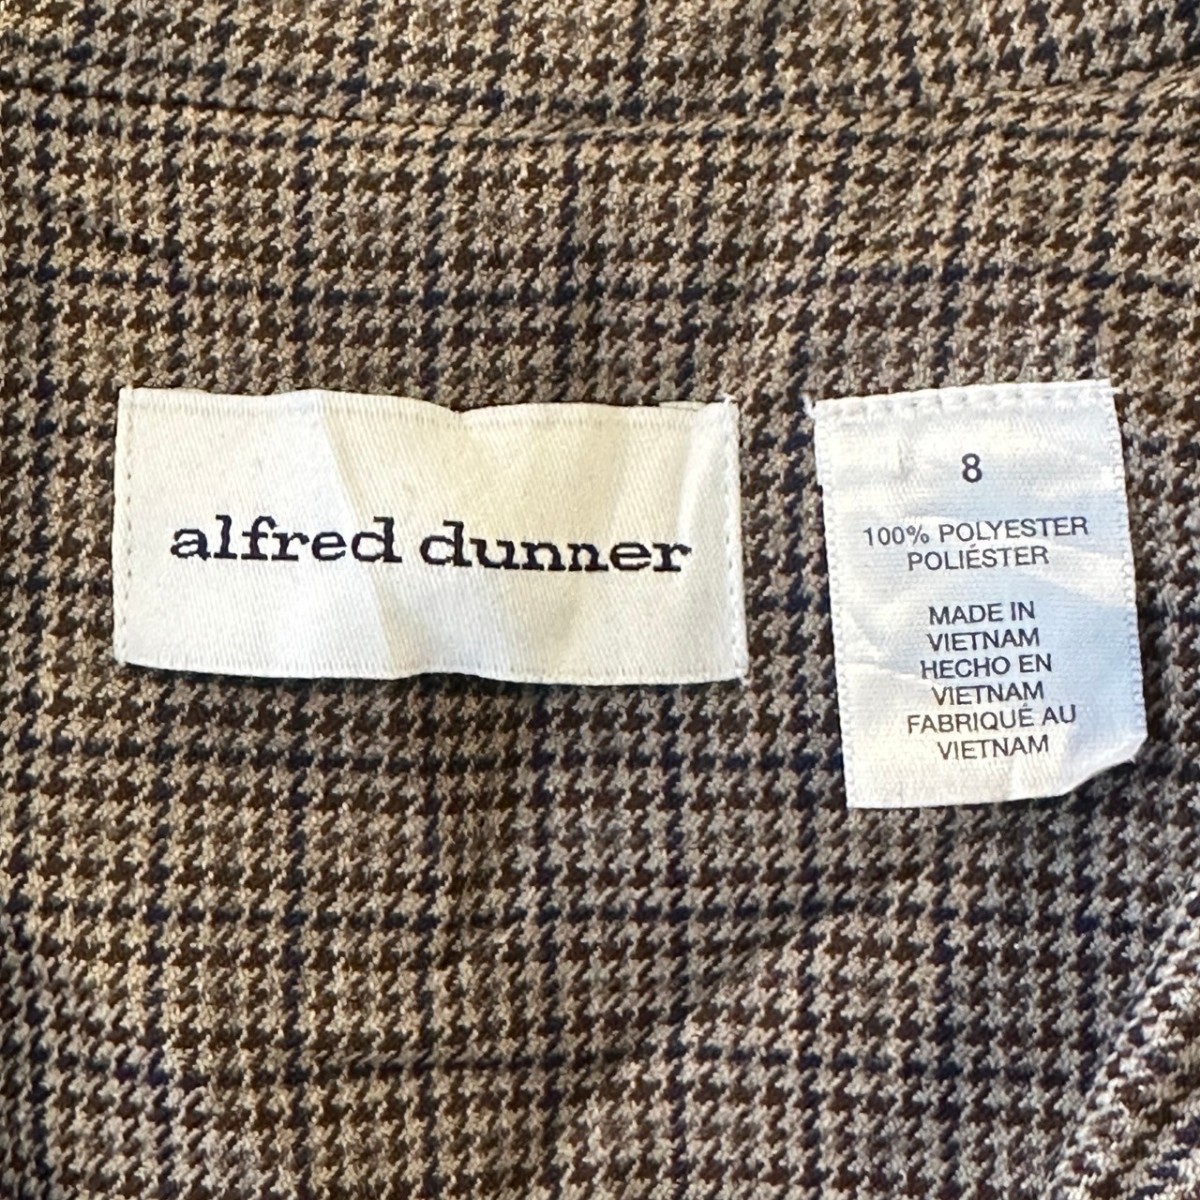 alfred dunner
8
100% POLYESTER
POLIÉSTER
MADE IN
VIETNAM
HECHO EN
VIETNAM
FABRIQUÉ AU
VIETNAM